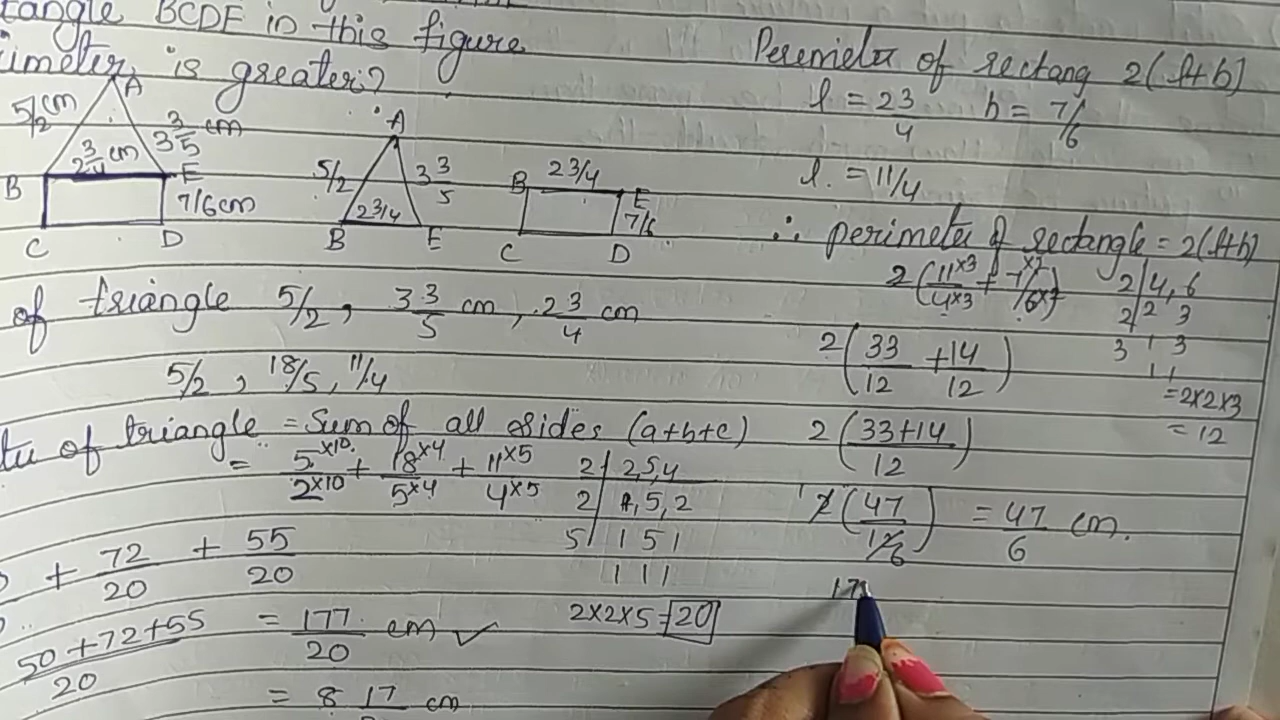 tangle BCDE in this figure
imeter is greater?
A
5/2 cm
3 3/5 cm
2 3/4 cm
B
E
7/6 cm
C
D
A
5/2
3 3/5
2 3/4
B
E
2 3/4
B
E
7/6
C
D
of triangle 5/2, 3 3/5 cm, 2 3/4 cm
5/2, 18/5, 11/4
ter of triangle = Sum of all sides (a+b+c)
= 5×10/2×10 + 18×4/5×4 + 11×5/4×5
2 | 2,5,4
2 | 1,5,2
5 | 1 5 1
1 1 1
2×2×5=20
+ 72/20 + 55/20
50+72+55/20 = 177/20 cm ✓
= 8 17 cm
Peremeter of rectang 2(l+b)
l = 2 3/4 b = 7/6
l. = 11/4
∴ perimeter of rectangle = 2(l+b)
2(11×3/4×3 + 7×2/6×2)
2 | 4, 6
2 | 2 3
3 1 3
1 1
=2×2×3
= 12
2(33/12 + 14/12)
2(33+14/12)
2(47/12) = 47/6 cm.
6
17